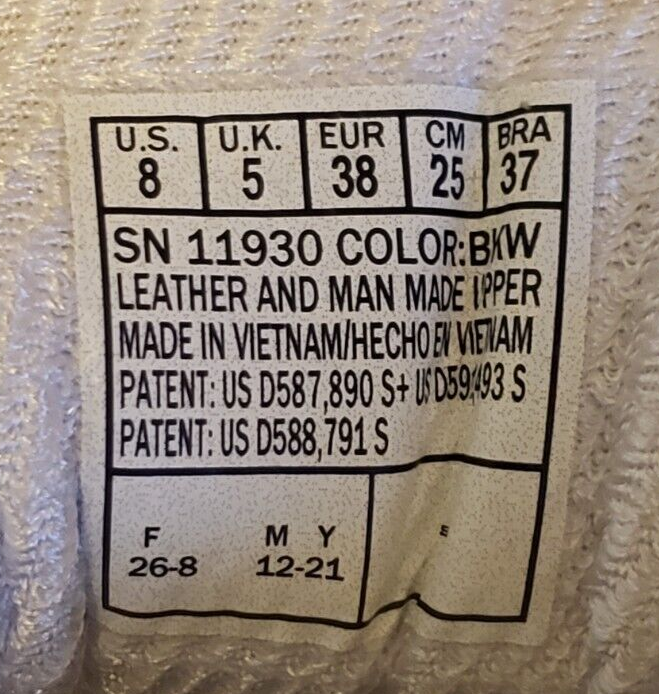 U.S. U.K. EUR CM BRA
8 5 38 25 37
SN 11930 COLOR: BKW
LEATHER AND MAN MADE UPPER
MADE IN VIETNAM/HECHO EN VIETNAM
PATENT: US D587,890 S+ US S
PATENT: US D588,791 S
F M Y E
26-8 12-21